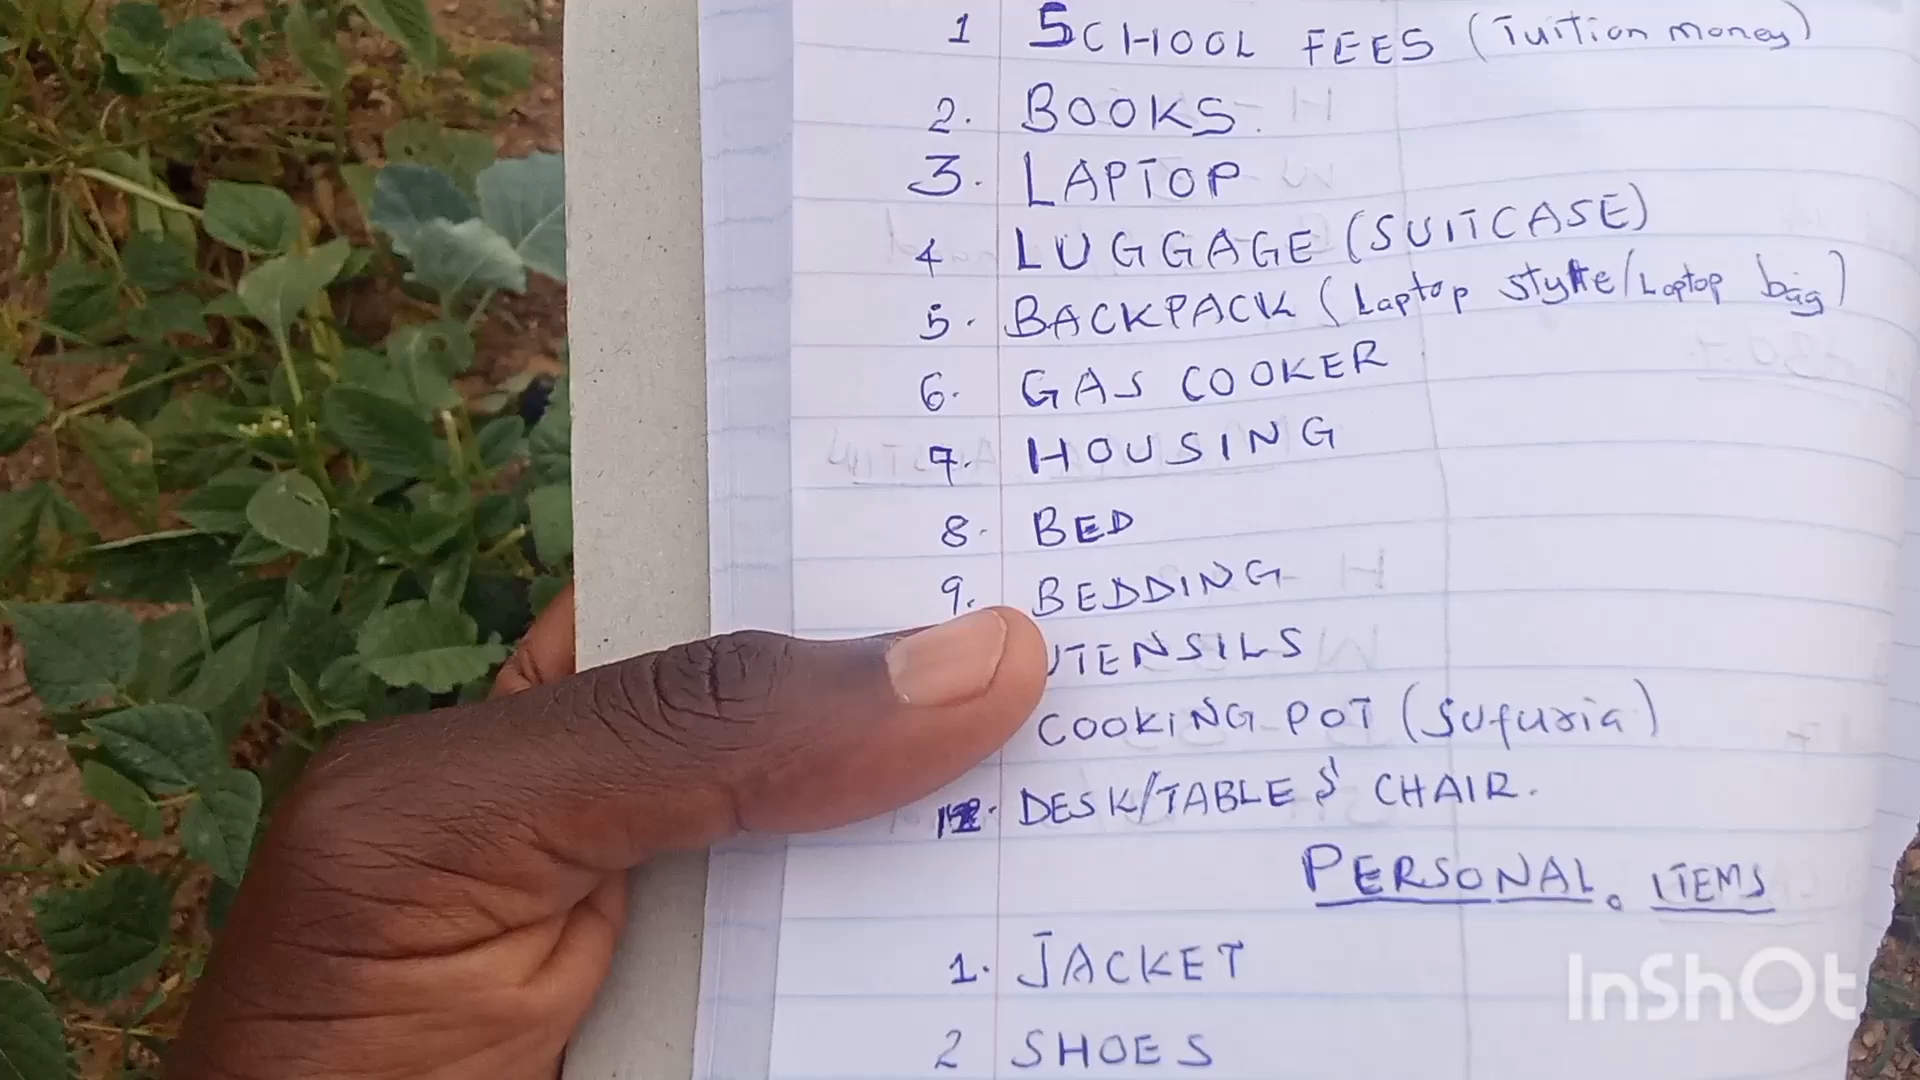 1 SCHOOL FEES (Tuition money)
2. BOOKS.
3. LAPTOP
4 LUGGAGE (SUITCASE)
5. BACKPACK (Laptop style/Laptop bag)
6. GAS COOKER
7. HOUSING
8. BED
9. BEDDING
UTENSILS
COOKING POT (sufuria)
12. DESK/TABLE & CHAIR.
PERSONAL. ITEMS
1. JACKET
2 SHOES
InShOt